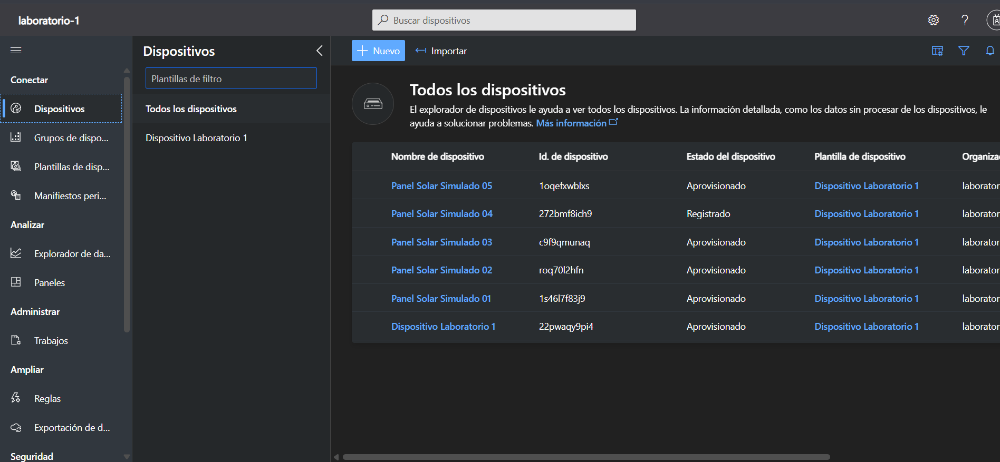 laboratorio-1
Buscar dispositivos
Conectar
Dispositivos
Grupos de dispo...
Plantillas de disp...
Manifiestos peri...
Analizar
Explorador de da...
Paneles
Administrar
Trabajos
Ampliar
Reglas
Exportación de d...
Seguridad
Dispositivos
Plantillas de filtro
Todos los dispositivos
Dispositivo Laboratorio 1
Nuevo
Importar
Todos los dispositivos
El explorador de dispositivos le ayuda a ver todos los dispositivos. La información detallada, como los datos sin procesar de los dispositivos, le
ayuda a solucionar problemas. Más información
Nombre de dispositivo Id. de dispositivo Estado del dispositivo Plantilla de dispositivo Organizac
Panel Solar Simulado 05 1oqefxwblxs Aprovisionado Dispositivo Laboratorio 1 laborator
Panel Solar Simulado 04 272bmf8ich9 Registrado Dispositivo Laboratorio 1 laborator
Panel Solar Simulado 03 c9f9qmunaq Aprovisionado Dispositivo Laboratorio 1 laborator
Panel Solar Simulado 02 roq70l2hfn Aprovisionado Dispositivo Laboratorio 1 laborator
Panel Solar Simulado 01 1s46l7f83j9 Aprovisionado Dispositivo Laboratorio 1 laborator
Dispositivo Laboratorio 1 22pwaqy9pi4 Aprovisionado Dispositivo Laboratorio 1 laborator